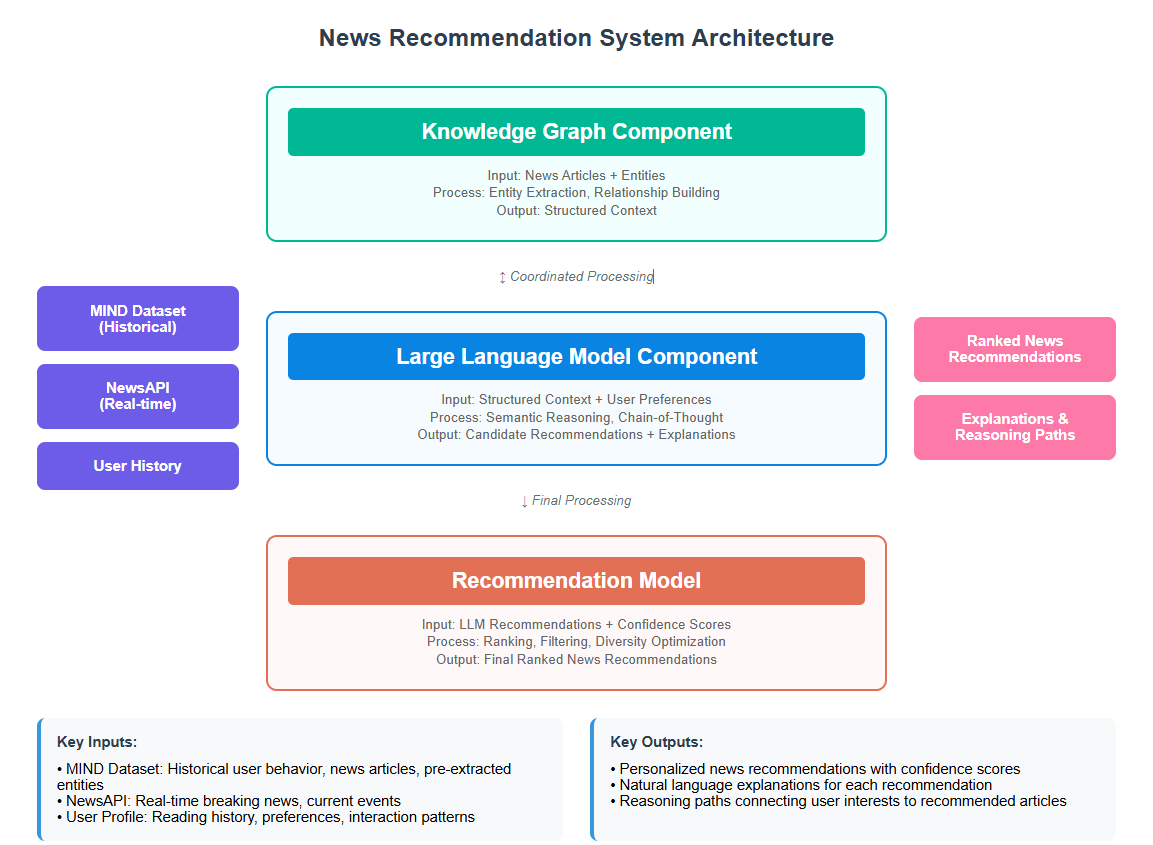 News Recommendation System Architecture
Knowledge Graph Component
Input: News Articles + Entities
Process: Entity Extraction, Relationship Building
Output: Structured Context
↕ Coordinated Processing
MIND Dataset
(Historical)
NewsAPI
(Real-time)
User History
Large Language Model Component
Input: Structured Context + User Preferences
Process: Semantic Reasoning, Chain-of-Thought
Output: Candidate Recommendations + Explanations
Ranked News
Recommendations
Explanations &
Reasoning Paths
↓ Final Processing
Recommendation Model
Input: LLM Recommendations + Confidence Scores
Process: Ranking, Filtering, Diversity Optimization
Output: Final Ranked News Recommendations
Key Inputs:
• MIND Dataset: Historical user behavior, news articles, pre-extracted
entities
• NewsAPI: Real-time breaking news, current events
• User Profile: Reading history, preferences, interaction patterns
Key Outputs:
• Personalized news recommendations with confidence scores
• Natural language explanations for each recommendation
• Reasoning paths connecting user interests to recommended articles